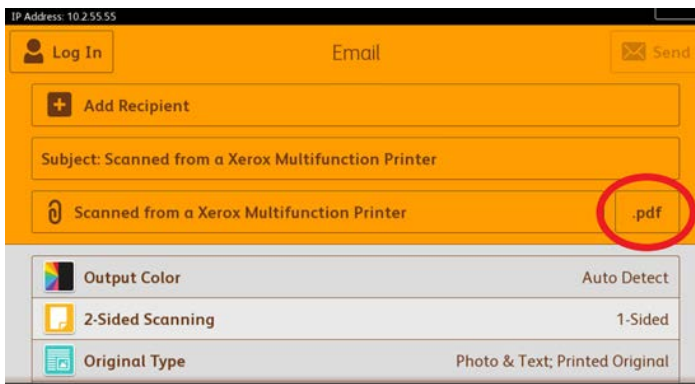 IP Address: 10.2.55.55
Log In
Email
Send
Add Recipient
Subject: Scanned from a Xerox Multifunction Printer
Scanned from a Xerox Multifunction Printer
.pdf
Output Color
Auto Detect
2-Sided Scanning
1-Sided
Original Type
Photo & Text; Printed Original